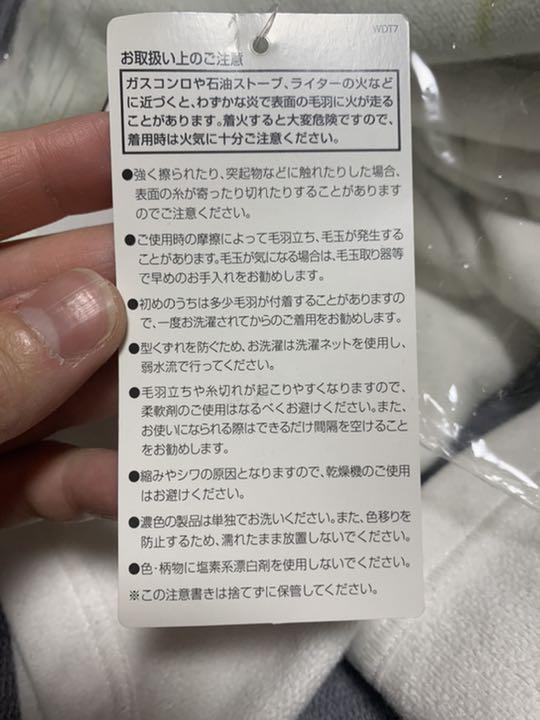 WDT7
お取扱い上のご注意
ガスコンロや石油ストーブ、ライターの火など
に近づくと、わずかな炎で表面の毛羽に火が走る
ことがあります。着火すると大変危険ですので、
着用時は火気に十分ご注意ください。
●強く擦られたり、突起物などに触れたりした場合、
表面の糸が寄ったり切れたりすることがあります
のでご注意ください。
●ご使用時の摩擦によって毛羽立ち、毛玉が発生する
ことがあります。毛玉が気になる場合は、毛玉取り器等
で早めのお手入れをお勧めします。
●初めのうちは多少毛羽が付着することがありますの
で、一度お洗濯されてからのご着用をお勧めします。
●型くずれを防ぐため、お洗濯は洗濯ネットを使用し、
弱水流で行ってください。
●毛羽立ちや糸切れが起こりやすくなりますので、
柔軟剤のご使用はなるべくお避けください。また、
お使いになられる際はできるだけ間隔を空けること
をお勧めします。
●縮みやシワの原因となりますので、乾燥機のご使用
はお避けください。
●濃色の製品は単独でお洗いください。また、色移りを
防止するため、濡れたまま放置しないでください。
●色・柄物に塩素系漂白剤を使用しないでください。
※この注意書きは捨てずに保管してください。